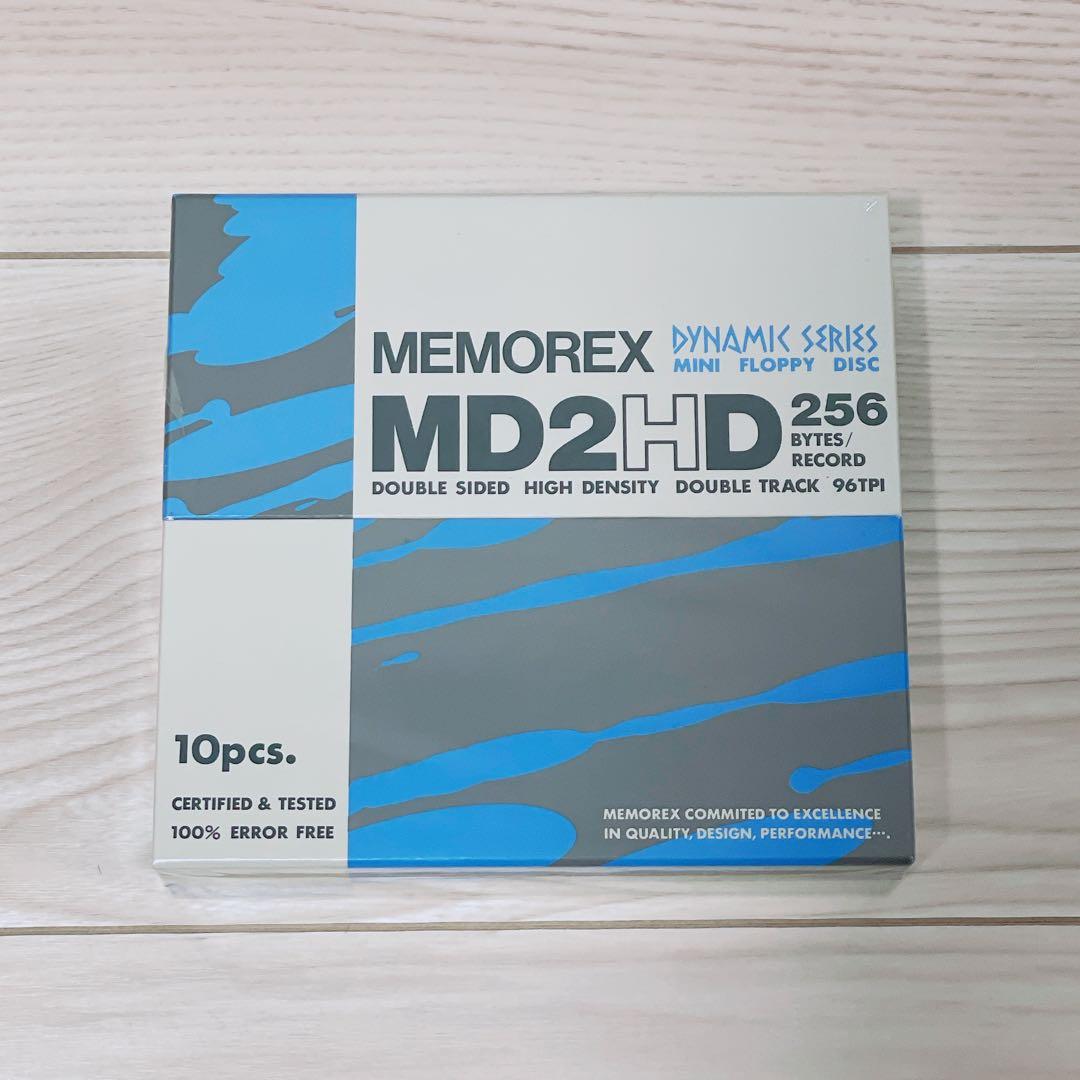 MEMOREX DYNAMIC SERIES
MINI FLOPPY DISC
MD2HD 256
BYTES/
RECORD
DOUBLE SIDED HIGH DENSITY DOUBLE TRACK 96TPI
10pcs.
CERTIFIED & TESTED
100% ERROR FREE
MEMOREX COMMITED TO EXCELLENCE
IN QUALITY, DESIGN, PERFORMANCE….